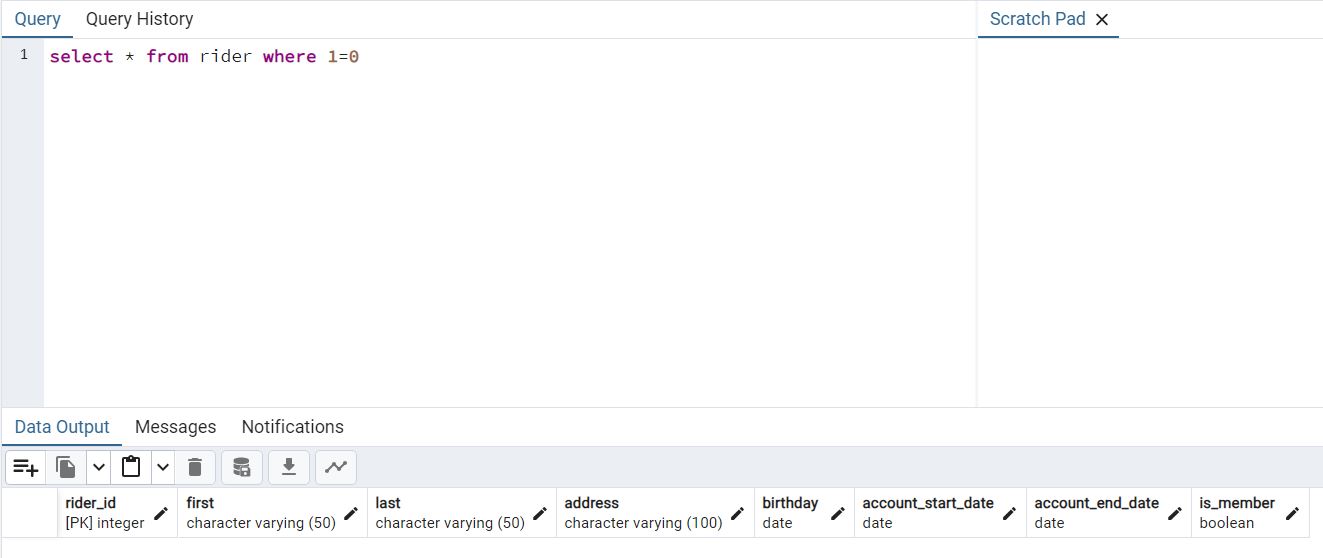 Query Query History Scratch Pad
1 select * from rider where 1=0
Data Output Messages Notifications
rider_id first last address birthday account_start_date account_end_date is_member
[PK] integer character varying (50) character varying (50) character varying (100) date date date boolean